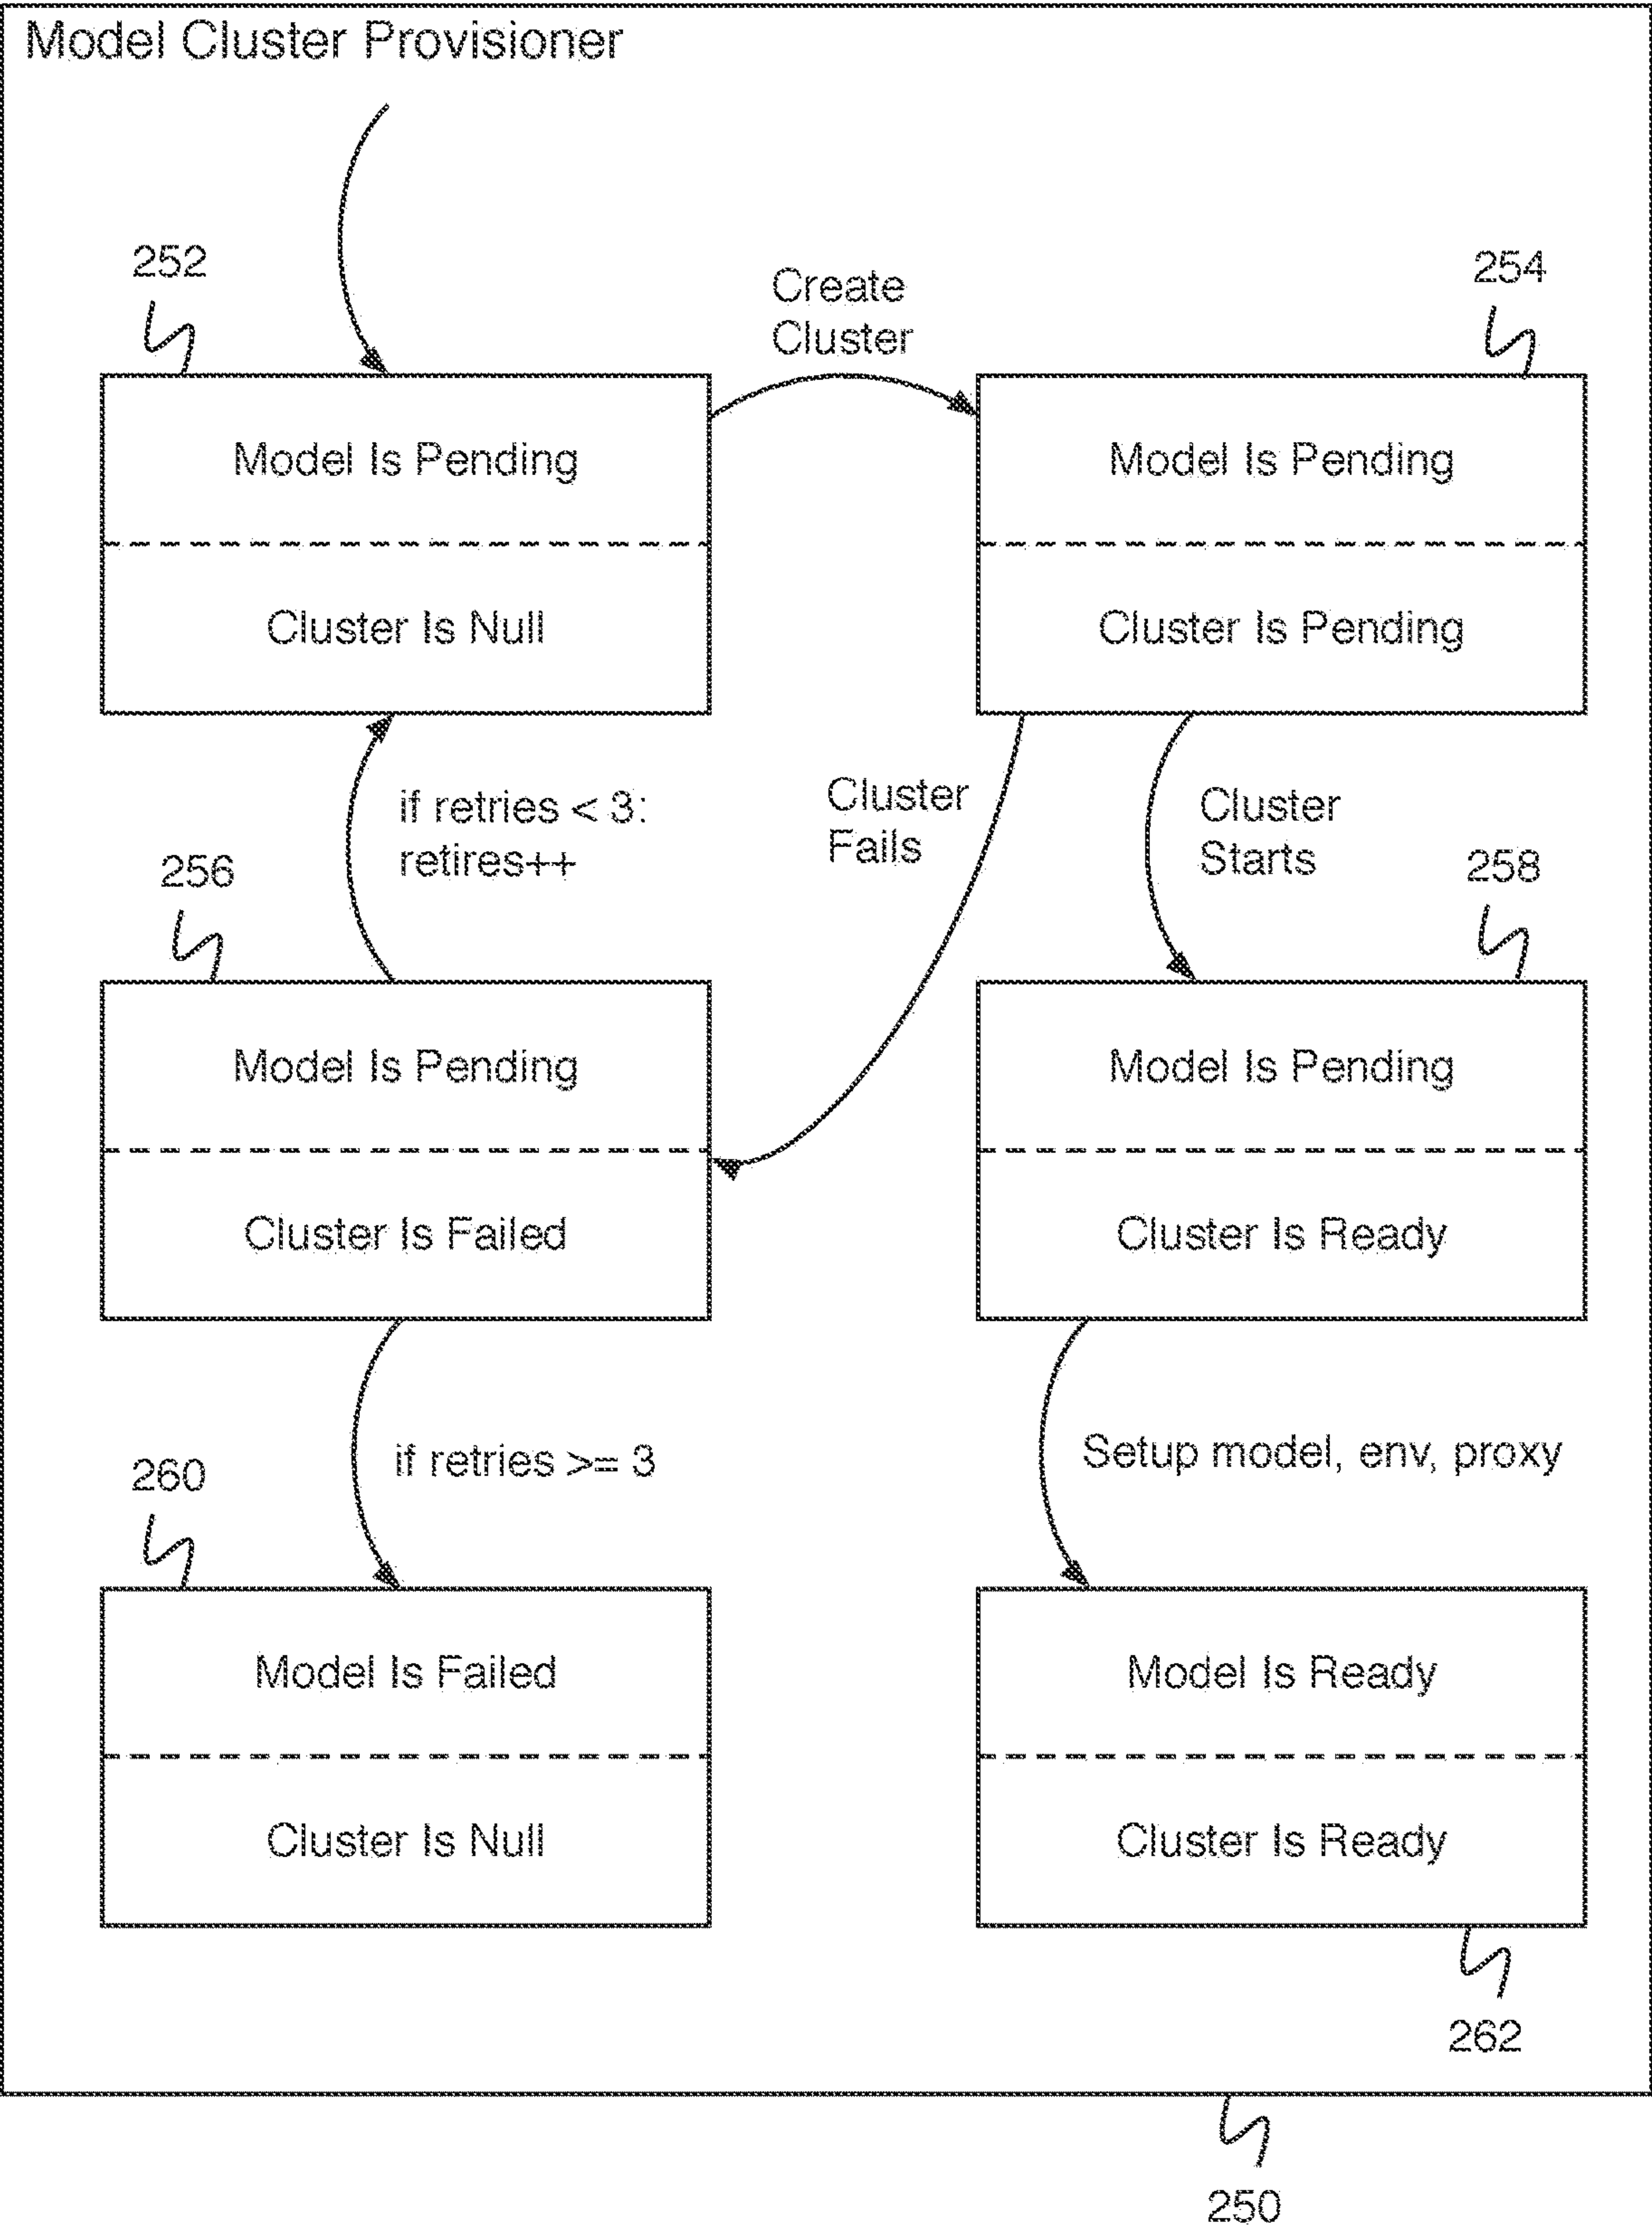 Model Cluster Provisioner
252
Create
Cluster
254
Model Is Pending
Cluster Is Null
Model Is Pending
Cluster Is Pending
if retries < 3:
retires++
Cluster
Fails
Cluster
Starts
256
258
Model Is Pending
Cluster Is Failed
Model Is Pending
Cluster Is Ready
if retries >= 3
Setup model, env, proxy
260
Model Is Failed
Cluster Is Null
Model Is Ready
Cluster Is Ready
262
250